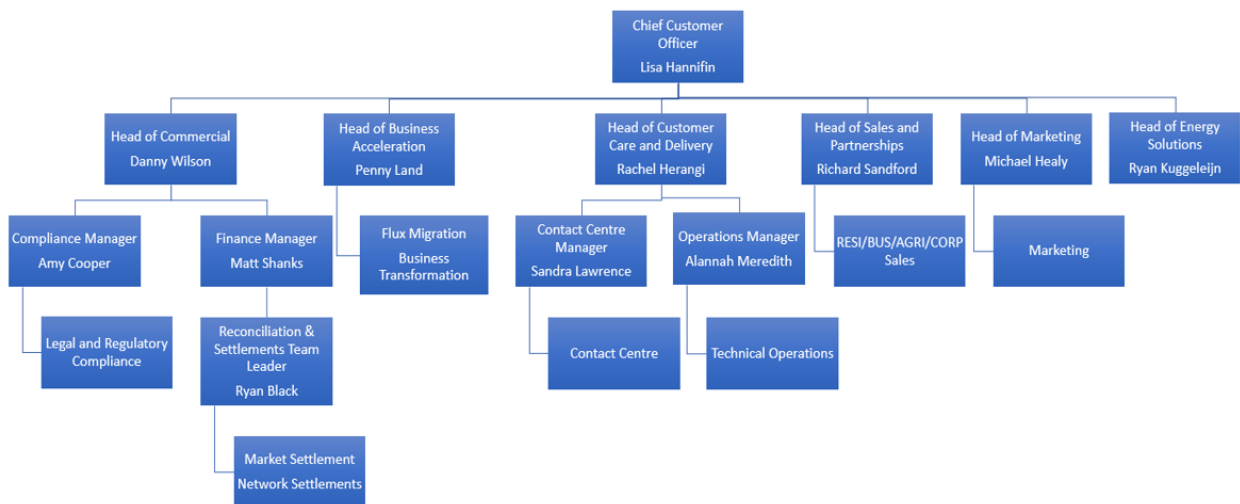 Chief Customer
Officer
Lisa Hannifin
Head of Commercial
Danny Wilson
Head of Business
Acceleration
Penny Land
Head of Customer
Care and Delivery
Rachel Herangi
Head of Sales and
Partnerships
Richard Sandford
Head of Marketing
Michael Healy
Head of Energy
Solutions
Ryan Kuggeleijn
Compliance Manager
Amy Cooper
Finance Manager
Matt Shanks
Flux Migration
Business
Transformation
Contact Centre
Manager
Sandra Lawrence
Operations Manager
Alannah Meredith
RESI/BUS/AGRI/CORP
Sales
Marketing
Legal and Regulatory
Compliance
Reconciliation &
Settlements Team
Leader
Ryan Black
Contact Centre
Technical Operations
Market Settlement
Network Settlements